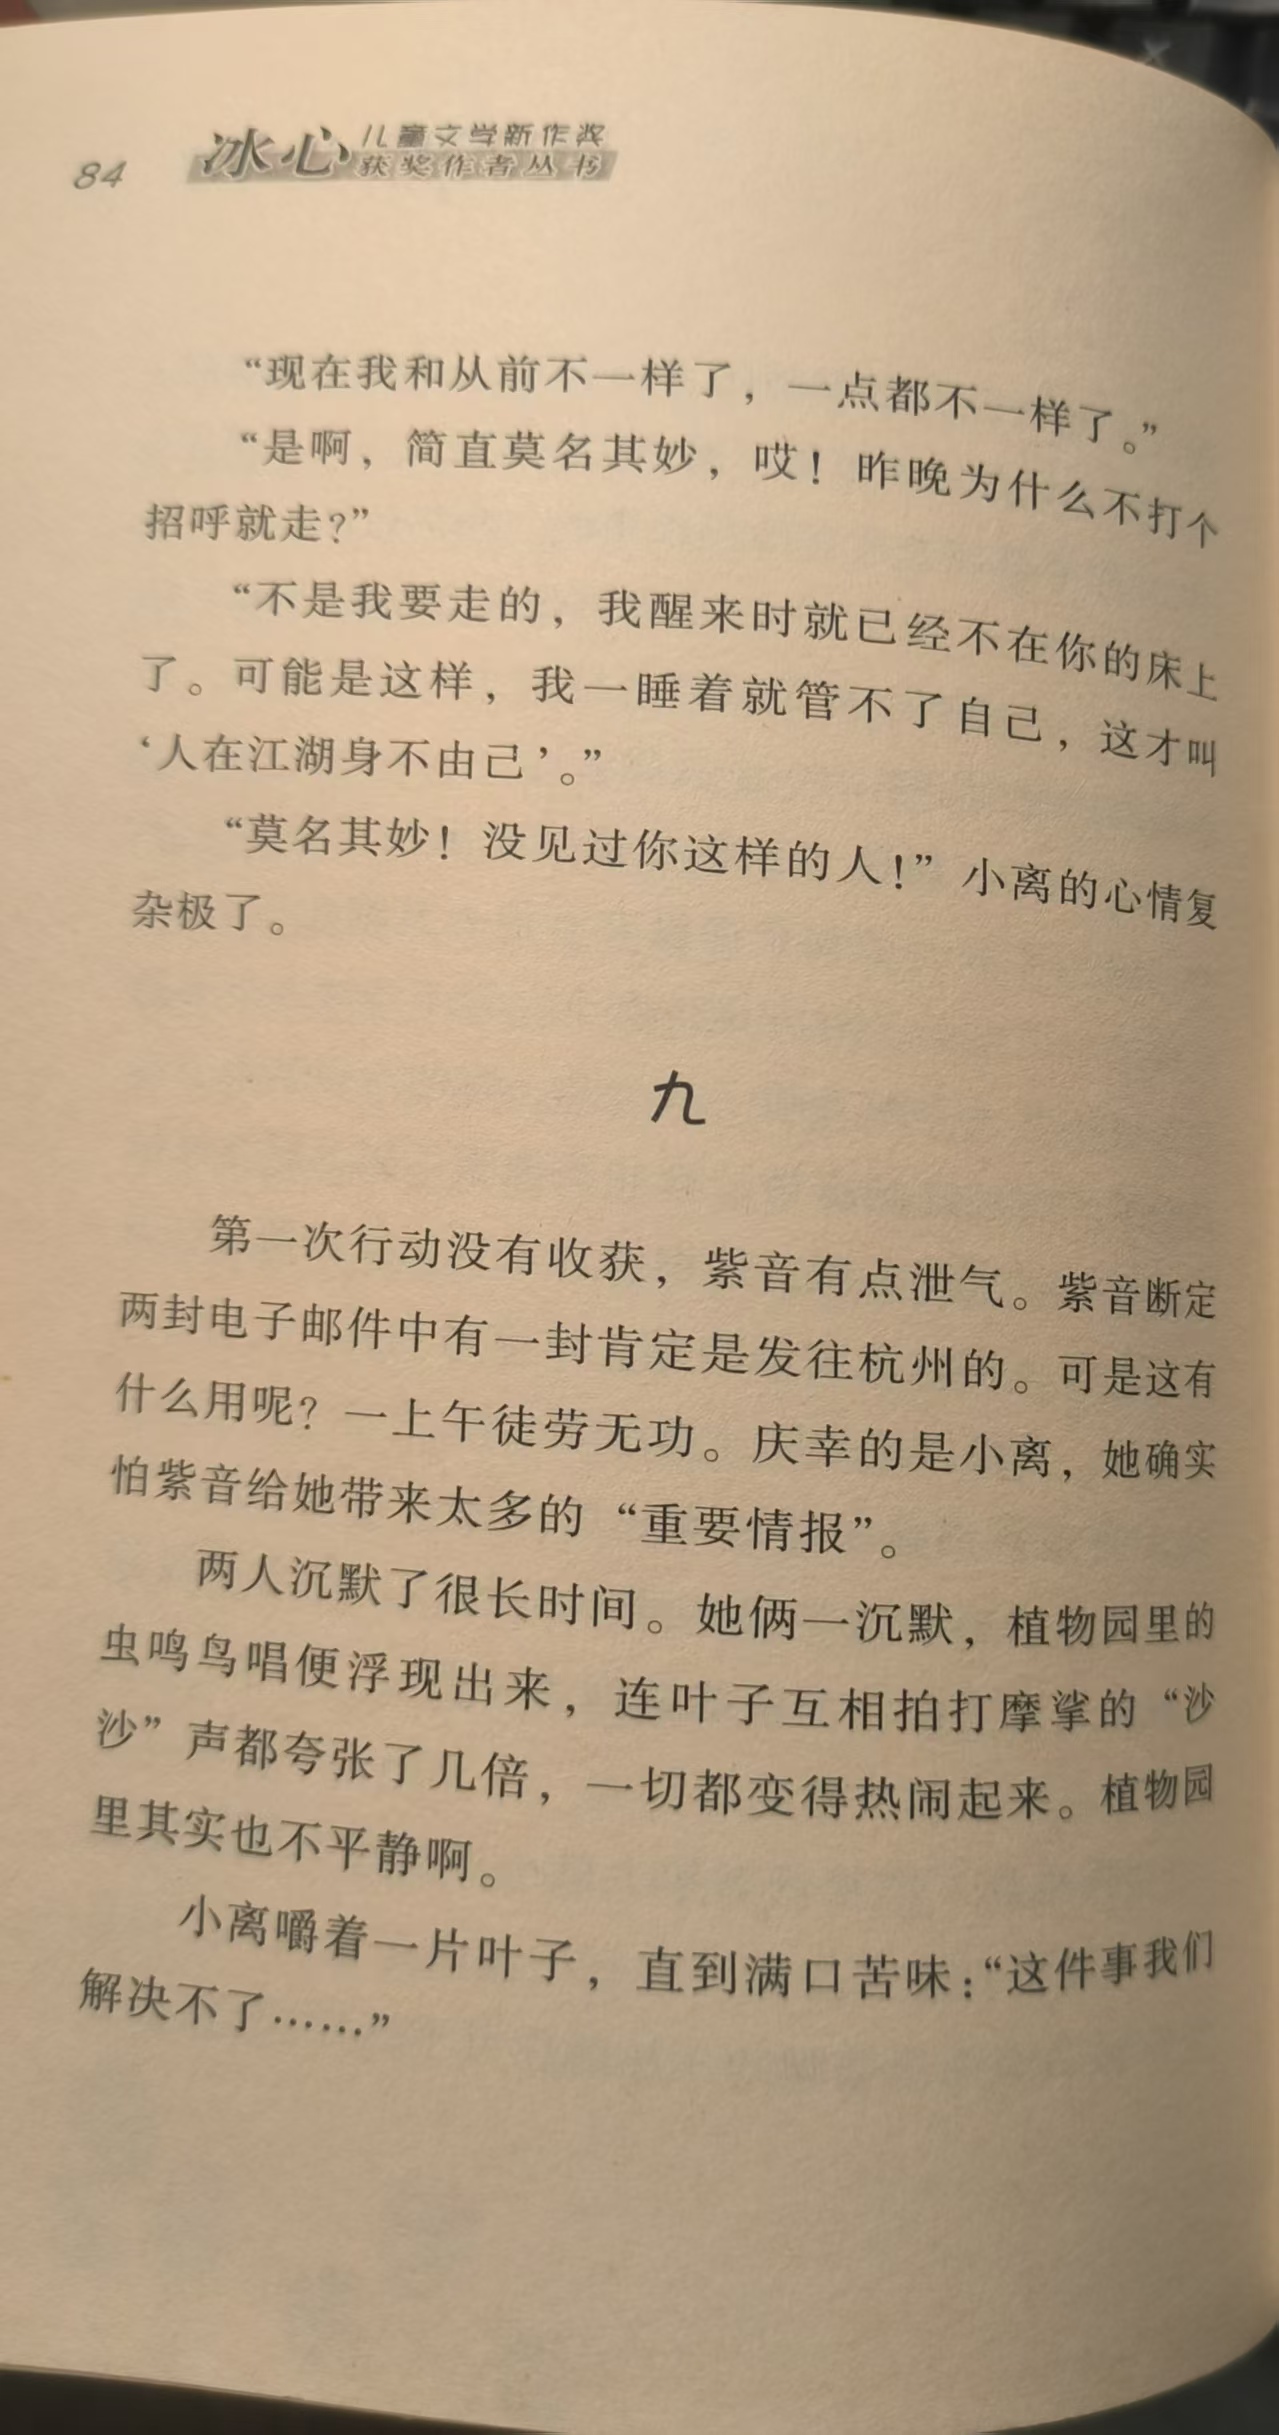 84
冰心 儿童文学新作奖
获奖作者丛书
“现在我和从前不一样了，一点都不一样了。”
“是啊，简直莫名其妙，哎！昨晚为什么不打个
招呼就走？”
“不是我要走的，我醒来时就已经不在你的床上
了。可能是这样，我一睡着就管不了自己，这才叫
‘人在江湖身不由己’。”
“莫名其妙！没见过你这样的人！”小离的心情复
杂极了。
九
第一次行动没有收获，紫音有点泄气。紫音断定
两封电子邮件中有一封肯定是发往杭州的。可是这有
什么用呢？一上午徒劳无功。庆幸的是小离，她确实
怕紫音给她带来太多的“重要情报”。
两人沉默了很长时间。她俩一沉默，植物园里的
虫鸣鸟唱便浮现出来，连叶子互相拍打摩挲的“沙
沙”声都夸张了几倍，一切都变得热闹起来。植物园
里其实也不平静啊。
小离嚼着一片叶子，直到满口苦味：“这件事我们
解决不了……”